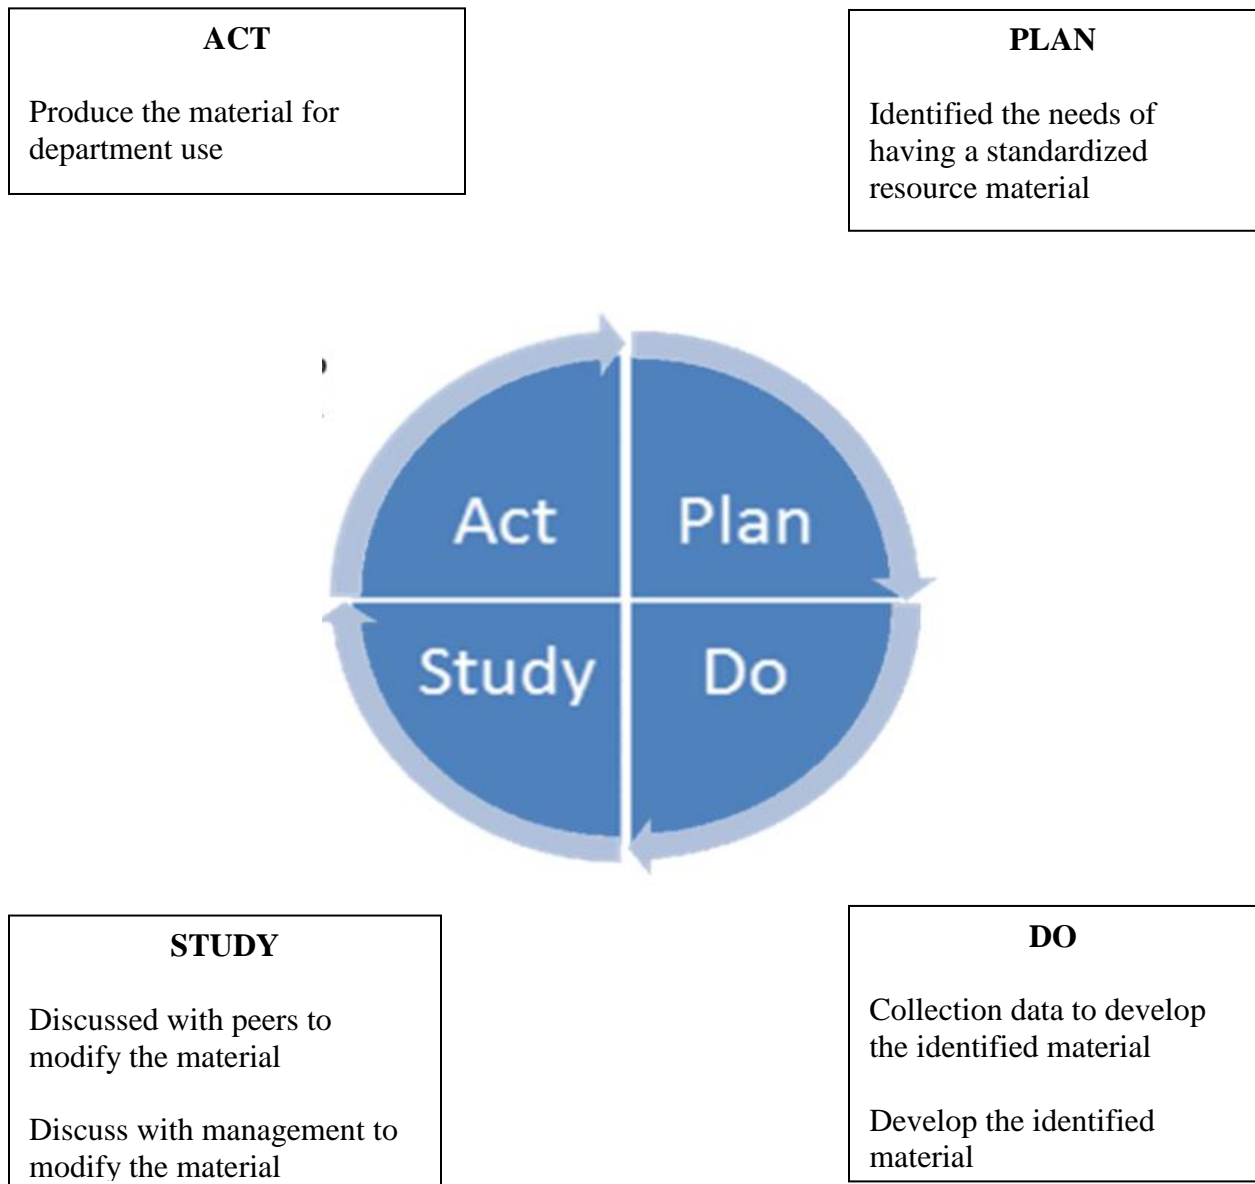 ACT
Produce the material for
department use
PLAN
Identified the needs of
having a standardized
resource material
Act
Plan
Study
Do
STUDY
Discussed with peers to
modify the material
Discuss with management to
modify the material
DO
Collection data to develop
the identified material
Develop the identified
material